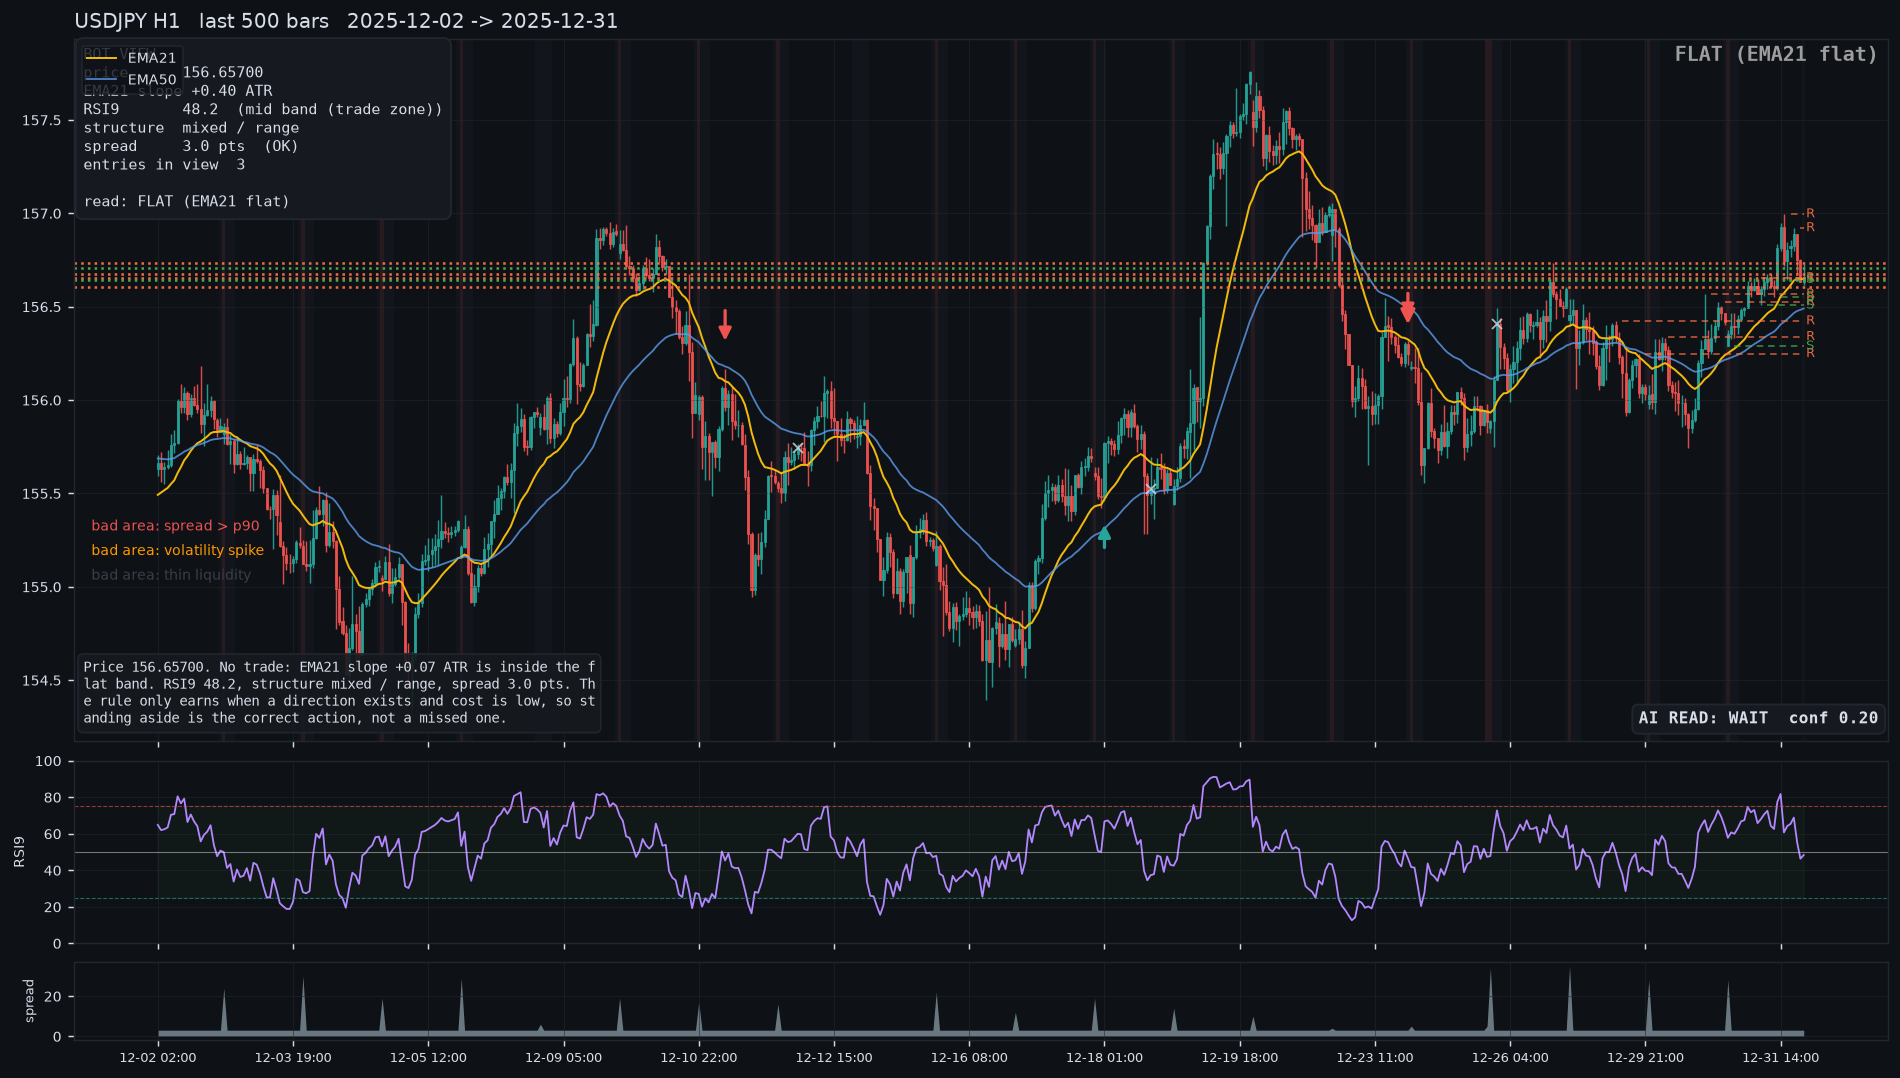 USDJPY H1   last 500 bars   2025-12-02 -> 2025-12-31
BOT VIEW
EMA21
price 156.65700
EMA50
EMA21 slope +0.40 ATR
RSI9 48.2 (mid band (trade zone))
structure mixed / range
spread 3.0 pts (OK)
entries in view 3
read: FLAT (EMA21 flat)
FLAT (EMA21 flat)
157.5
157.0
156.5
156.0
155.5
155.0
154.5
R
R
R
R
S
R
R
S
R
bad area: spread > p90
bad area: volatility spike
bad area: thin liquidity
Price 156.65700. No trade: EMA21 slope +0.07 ATR is inside the f
lat band. RSI9 48.2, structure mixed / range, spread 3.0 pts. Th
e rule only earns when a direction exists and cost is low, so st
anding aside is the correct action, not a missed one.
AI READ: WAIT  conf 0.20
RSI9
100
80
60
40
20
0
spread
20
0
12-02 02:00
12-03 19:00
12-05 12:00
12-09 05:00
12-10 22:00
12-12 15:00
12-16 08:00
12-18 01:00
12-19 18:00
12-23 11:00
12-26 04:00
12-29 21:00
12-31 14:00